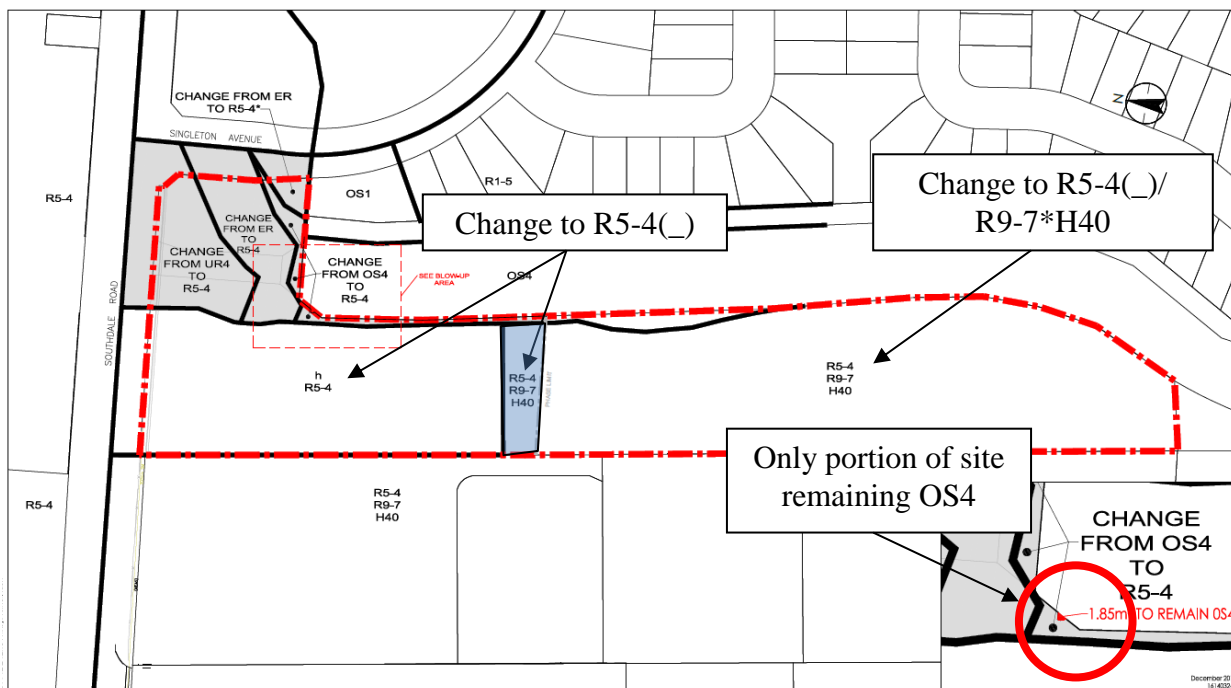 CHANGE FROM ER
TO R5-4*
SINGLETON AVENUE
N
R5-4
OS1
R1-5
Change to R5-4(_)
Change to R5-4(_)/
R9-7*H40
CHANGE
FROM ER
TO
R5-4
CHANGE
FROM UR4
TO
R5-4
CHANGE
FROM OS4
TO
R5-4
SEE BLOW-UP
AREA
OS4
SOUTHDALE ROAD
h
R5-4
R5-4
R9-7
H40
PHASE LINE
R5-4
R9-7
H40
Only portion of site
remaining OS4
R5-4
R5-4
R9-7
H40
CHANGE
FROM OS4
TO
R5-4
1.85m² TO REMAIN 0S4